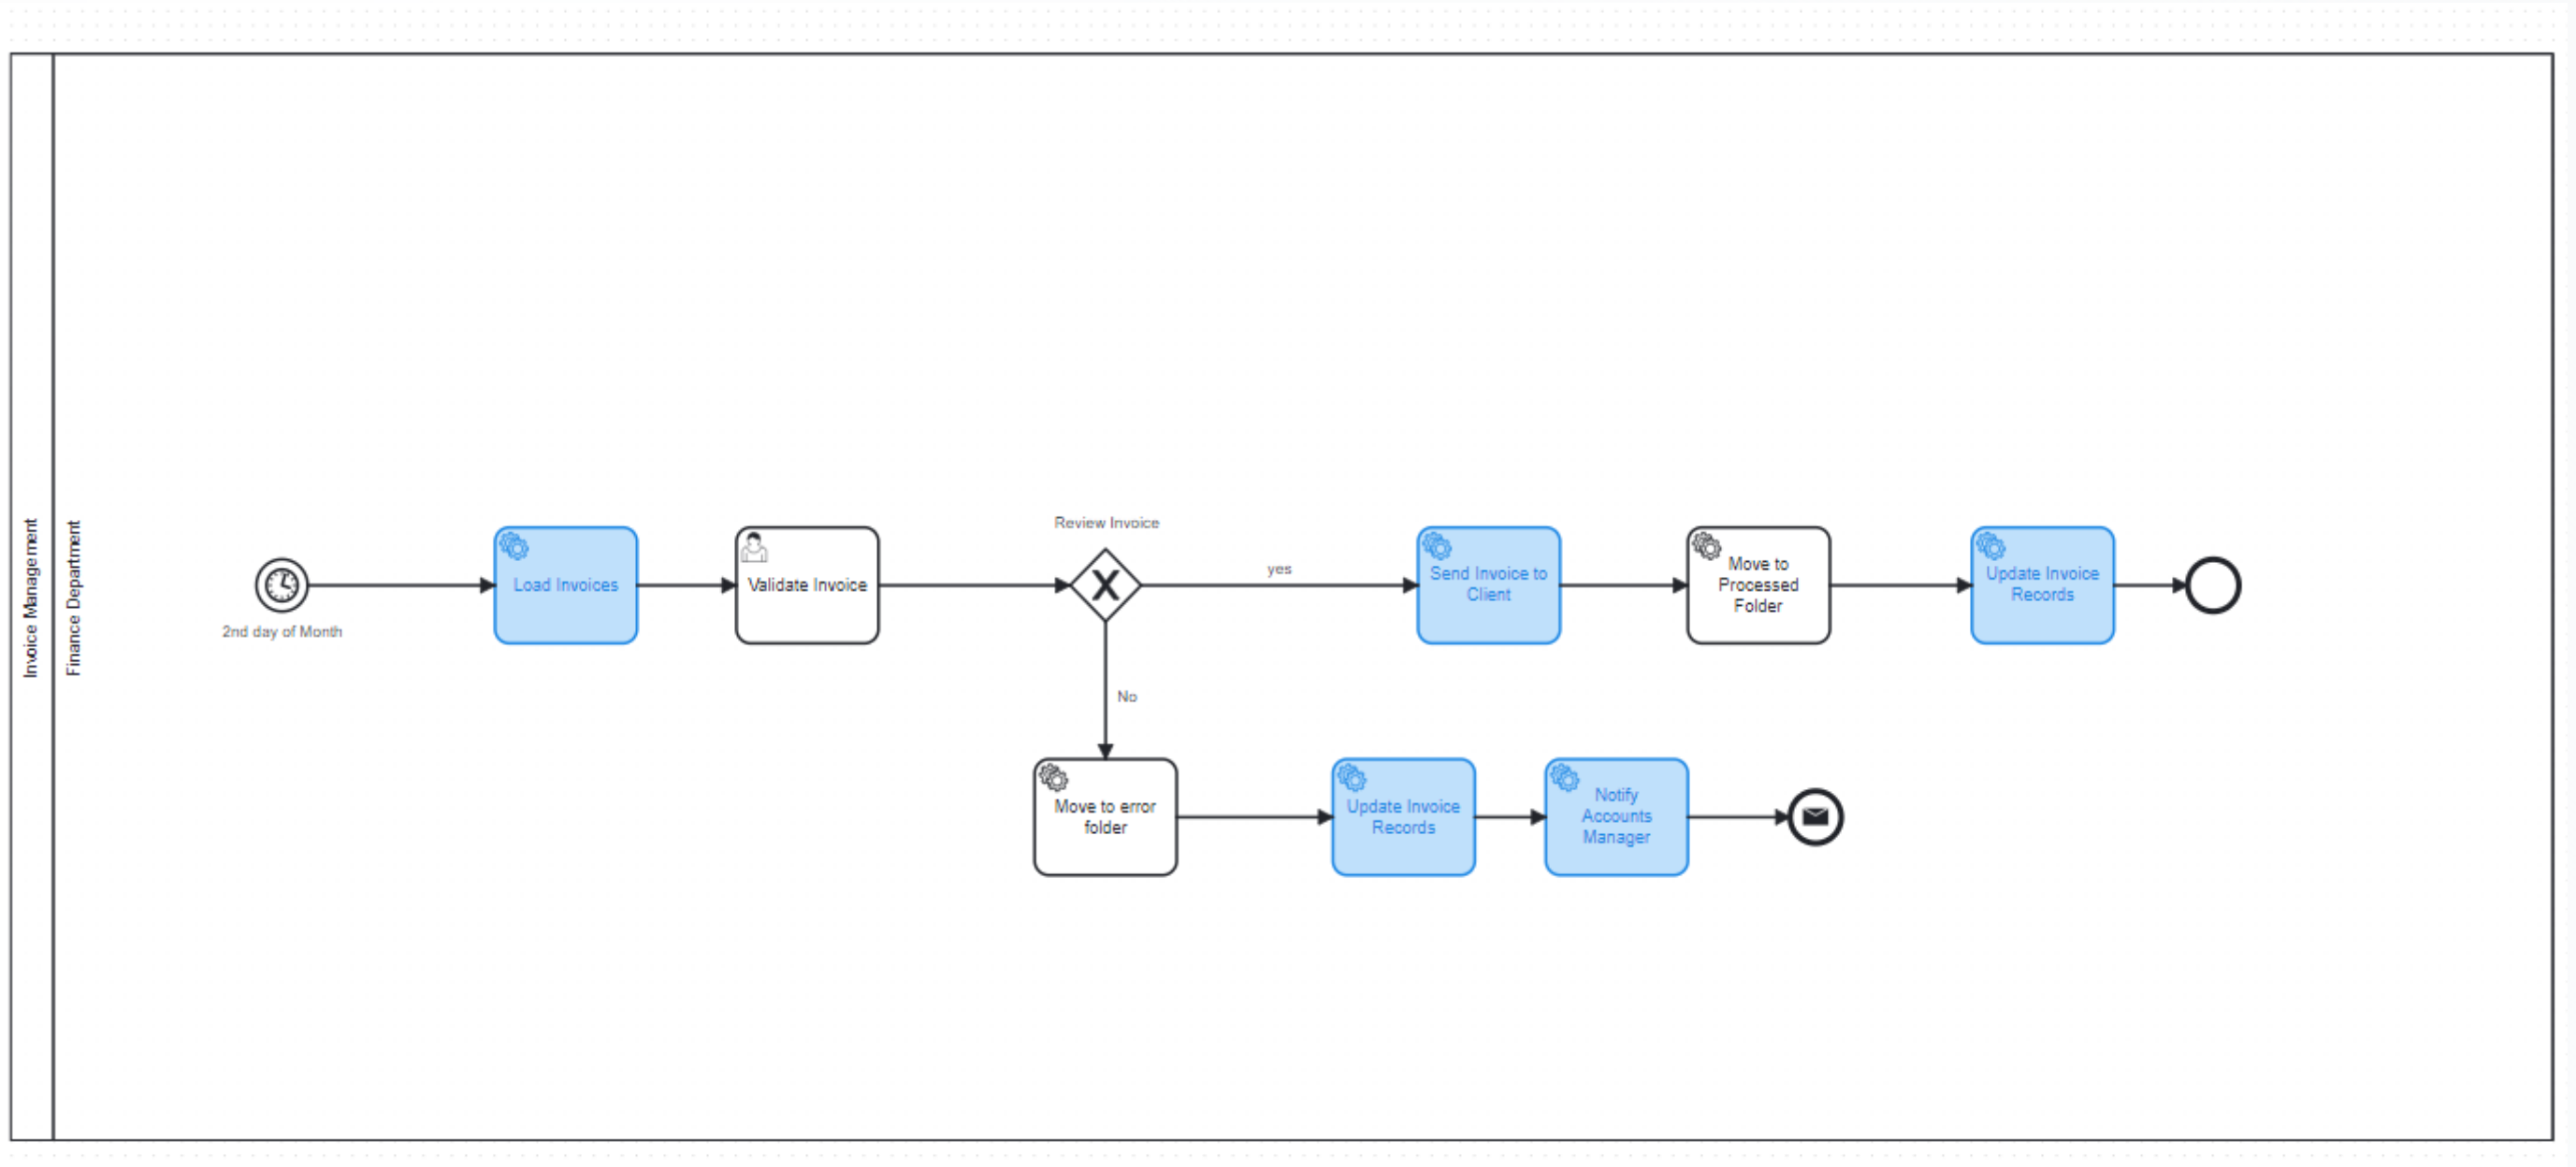 Invoice Management
Finance Department
2nd day of Month
Load Invoices
Validate Invoice
Review Invoice
yes
Send Invoice to
Client
Move to
Processed
Folder
Update Invoice
Records
No
Move to error
folder
Update Invoice
Records
Notify
Accounts
Manager